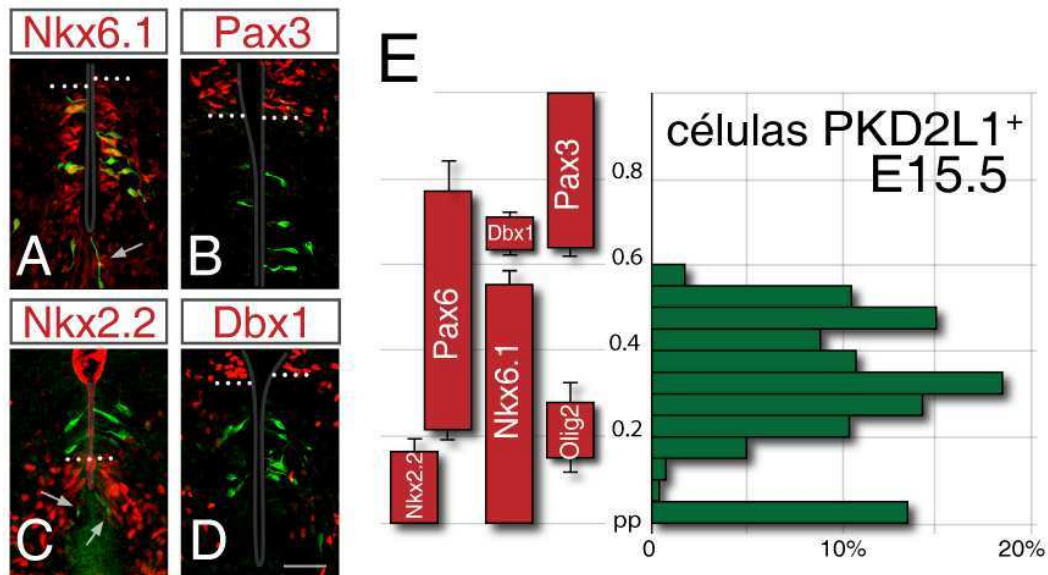 Nkx6.1
Pax3
A
B
Nkx2.2
Dbx1
C
D
E
células PKD2L1⁺
E15.5
Nkx2.2
Pax6
Dbx1
Nkx6.1
Pax3
Olig2
0.8
0.6
0.4
0.2
pp
0
10%
20%